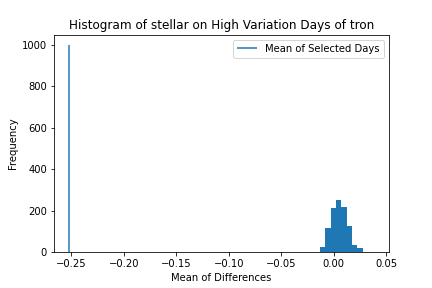 Histogram of stellar on High Variation Days of tron
Mean of Selected Days
1000
800
600
400
200
0
Frequency
−0.25 −0.20 −0.15 −0.10 −0.05 0.00 0.05
Mean of Differences